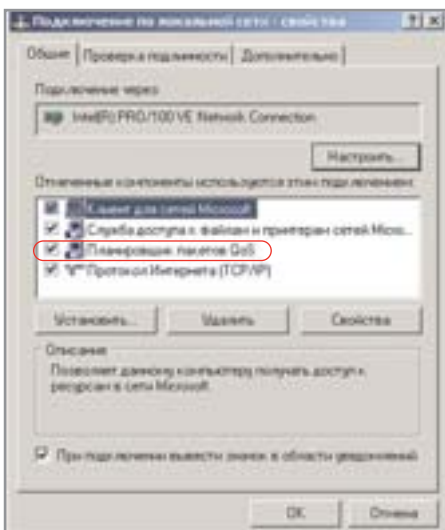 Подключение по локальной сети - свойства
Общие Проверка подлинности Дополнительно
Подключение через:
Intel(R) PRO/100 VE Network Connection
Настроить...
Отмеченные компоненты используются этим подключением:
Клиент для сетей Microsoft
Служба доступа к файлам и принтерам сетей Micro...
Планировщик пакетов QoS
Протокол Интернета (TCP/IP)
Установить... Удалить Свойства
Описание
Позволяет данному компьютеру получать доступ к
ресурсам в сети Microsoft.
При подключении вывести значок в области уведомлений
OK Отмена